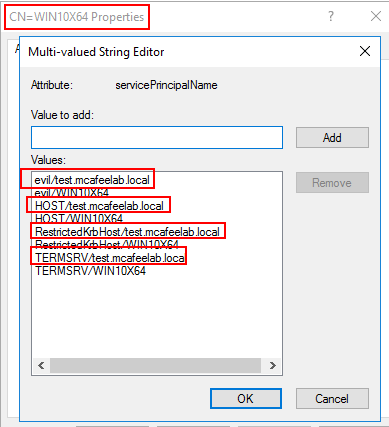 CN=WIN10X64 Properties
Multi-valued String Editor
Attribute: servicePrincipalName
Value to add:
Add
Values:
Remove
evil/test.mcafeelab.local
evil/WIN10X64
HOST/test.mcafeelab.local
HOST/WIN10X64
RestrictedKrbHost/test.mcafeelab.local
RestrictedKrbHost/WIN10X64
TERMSRV/test.mcafeelab.local
TERMSRV/WIN10X64
OK
Cancel